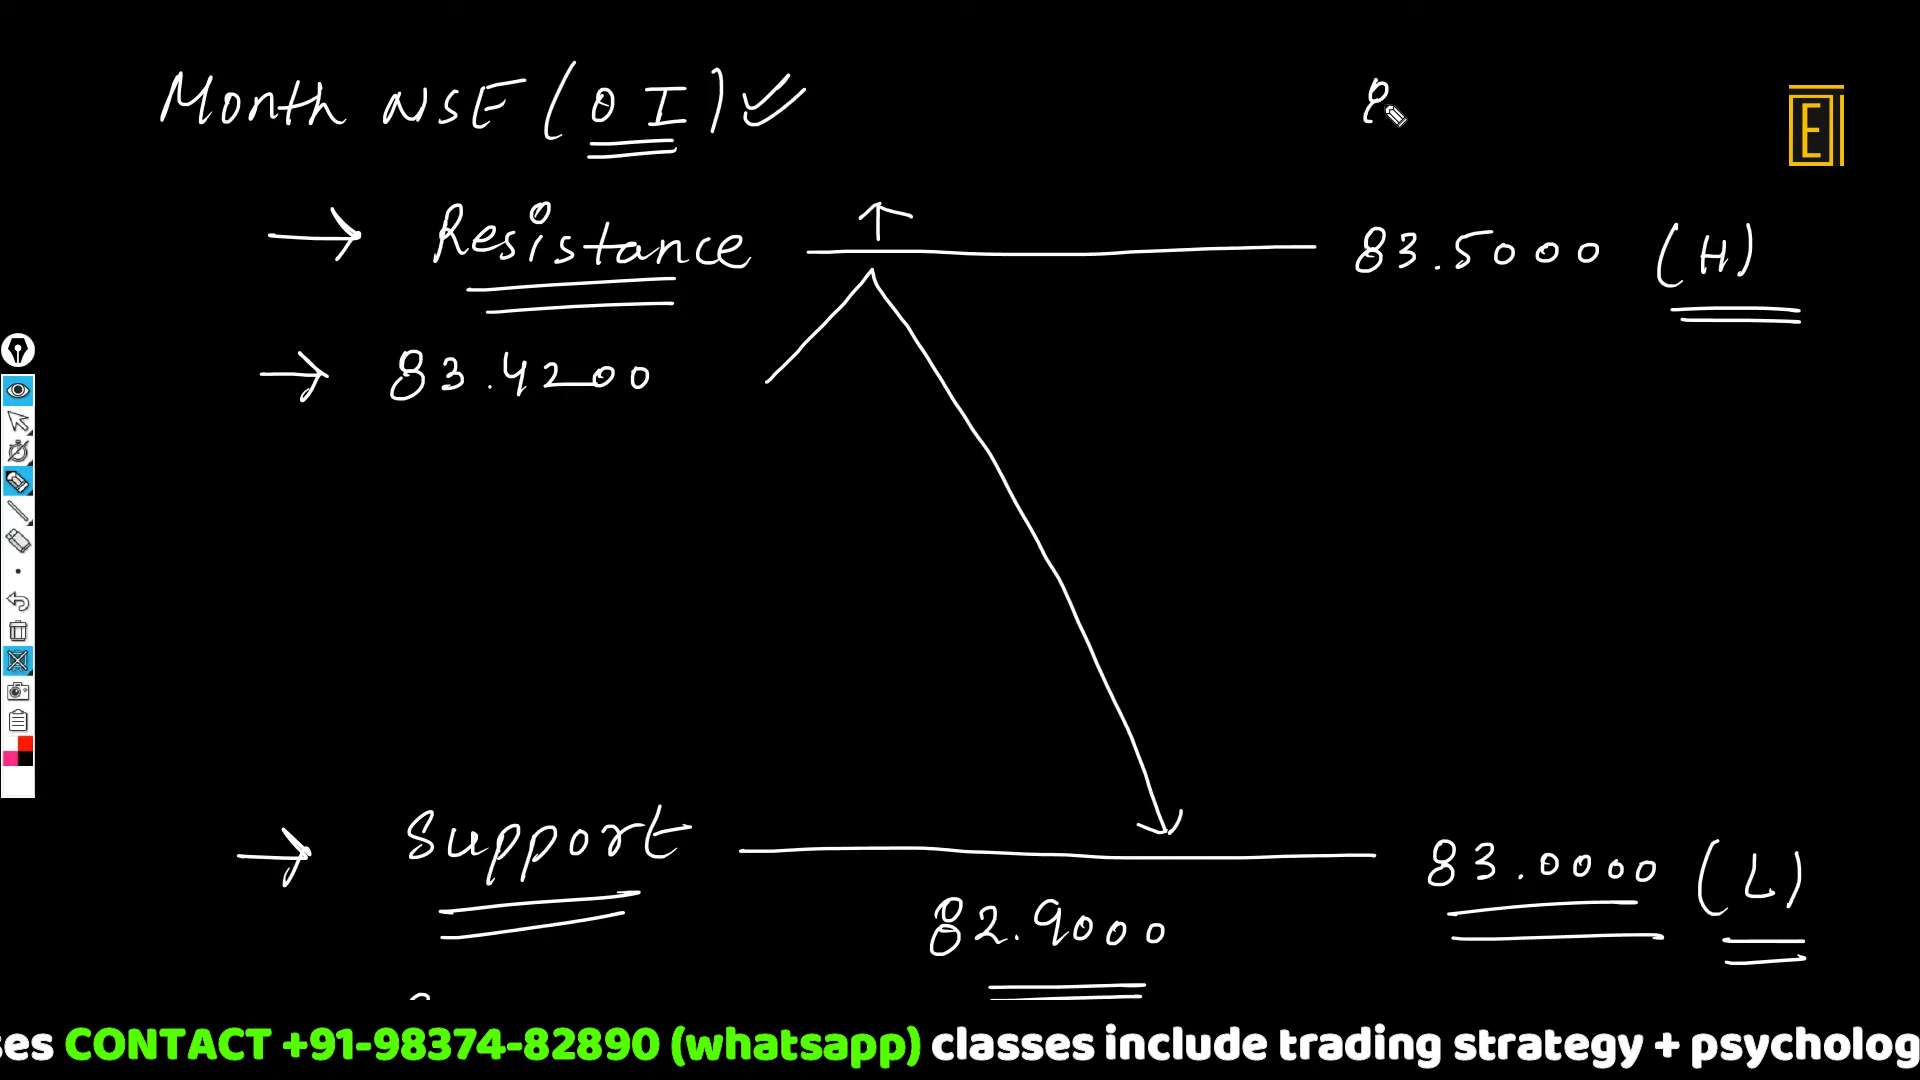 Month NSE (OI)
8
E
→ Resistance 83.5000 (H)
→ 83.4200
→ Support 83.0000 (L)
82.9000
ses CONTACT +91-98374-82890 (whatsapp) classes include trading strategy + psycholog